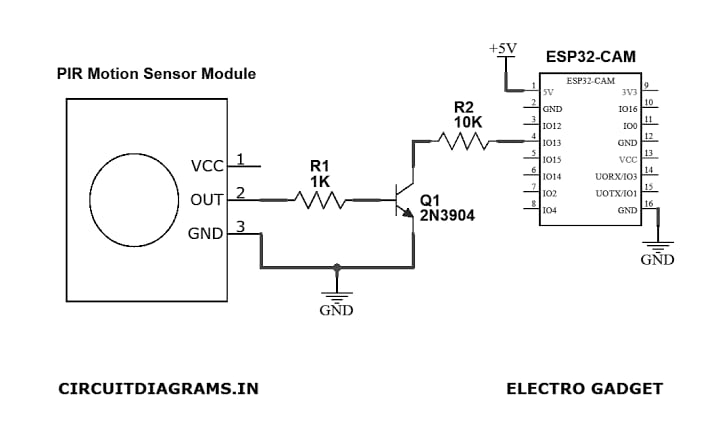 +5V
ESP32-CAM
PIR Motion Sensor Module
ESP32-CAM
1
5V
3V3
9
2
GND
IO16
10
3
IO12
IO0
11
4
IO13
GND
12
5
IO15
VCC
13
6
IO14
UORX/IO3
14
7
IO2
UOTX/IO1
15
8
IO4
GND
16
R2
10K
VCC 1
R1
1K
OUT 2
Q1
2N3904
GND 3
GND
GND
CIRCUITDIAGRAMS.IN
ELECTRO GADGET